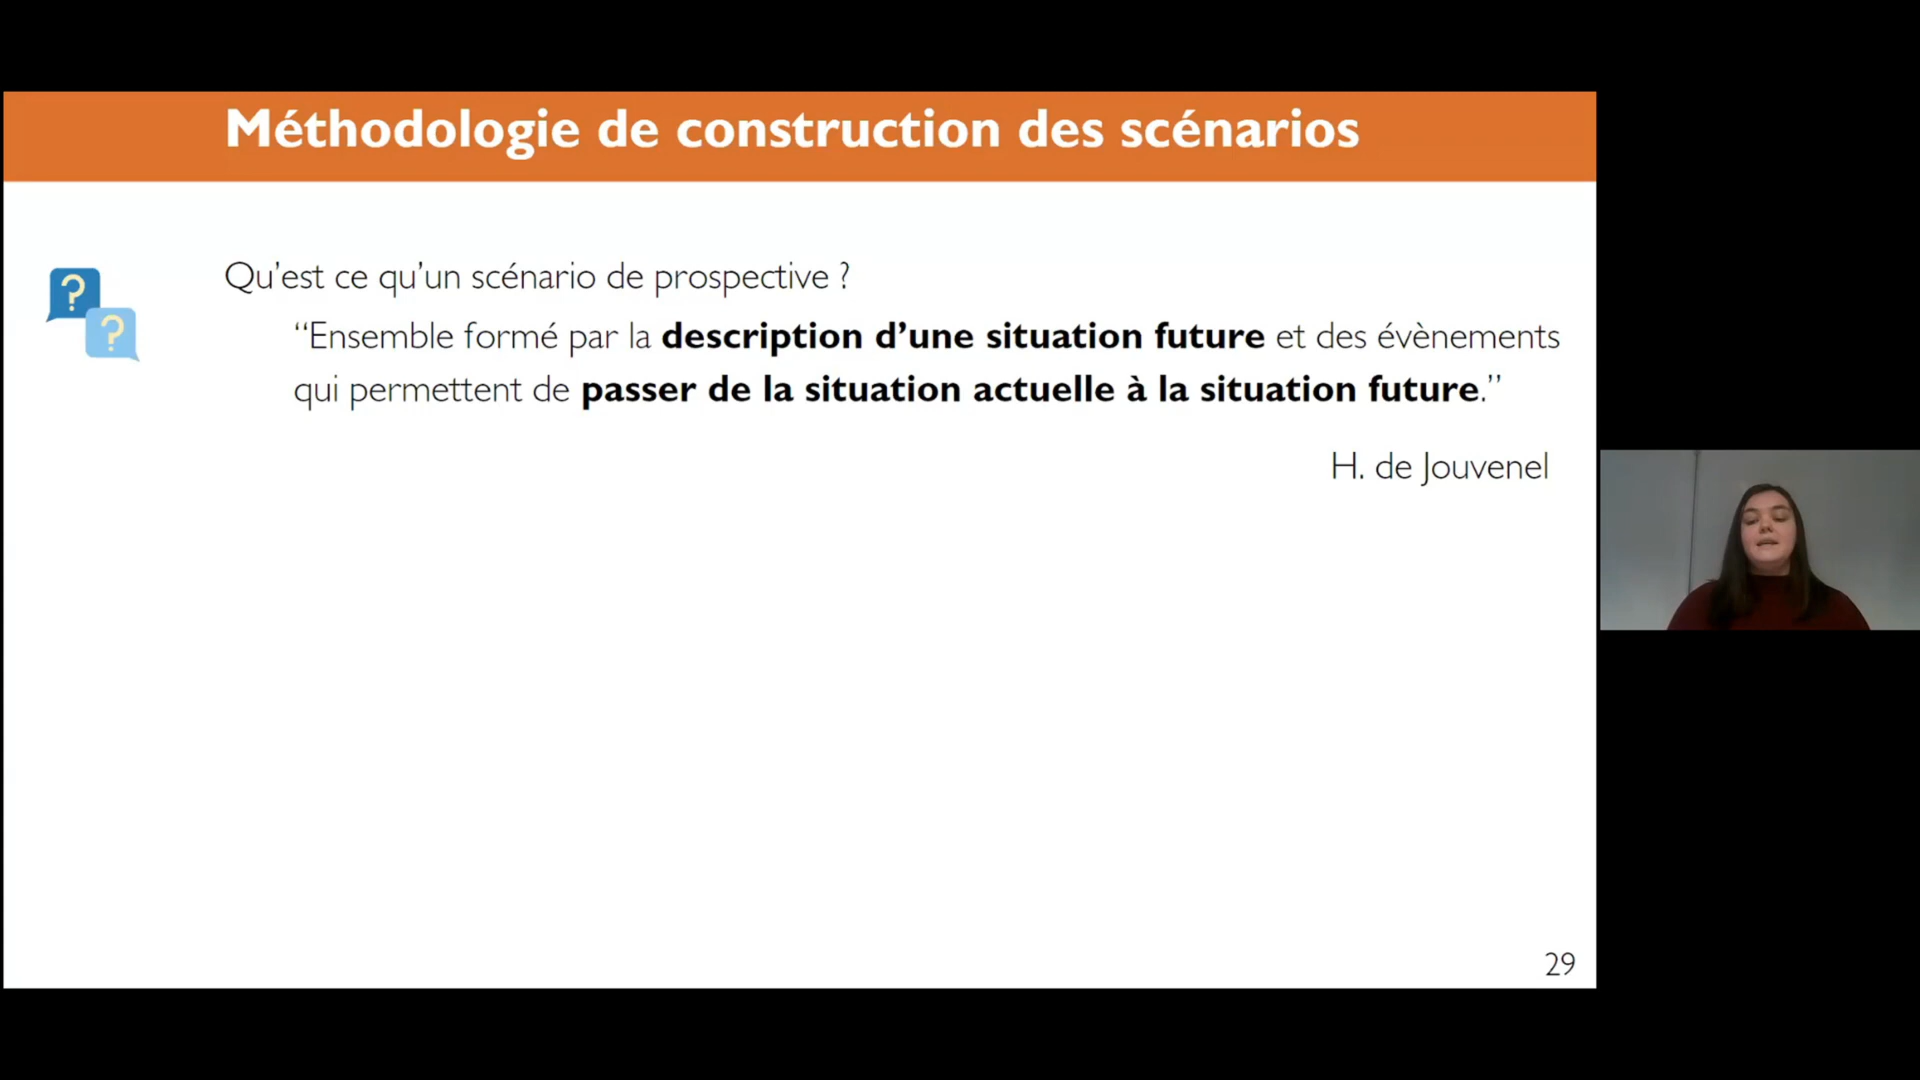 Méthodologie de construction des scénarios
?
?
Qu’est ce qu’un scénario de prospective ?
“Ensemble formé par la description d’une situation future et des évènements
qui permettent de passer de la situation actuelle à la situation future.”
H. de Jouvenel
29